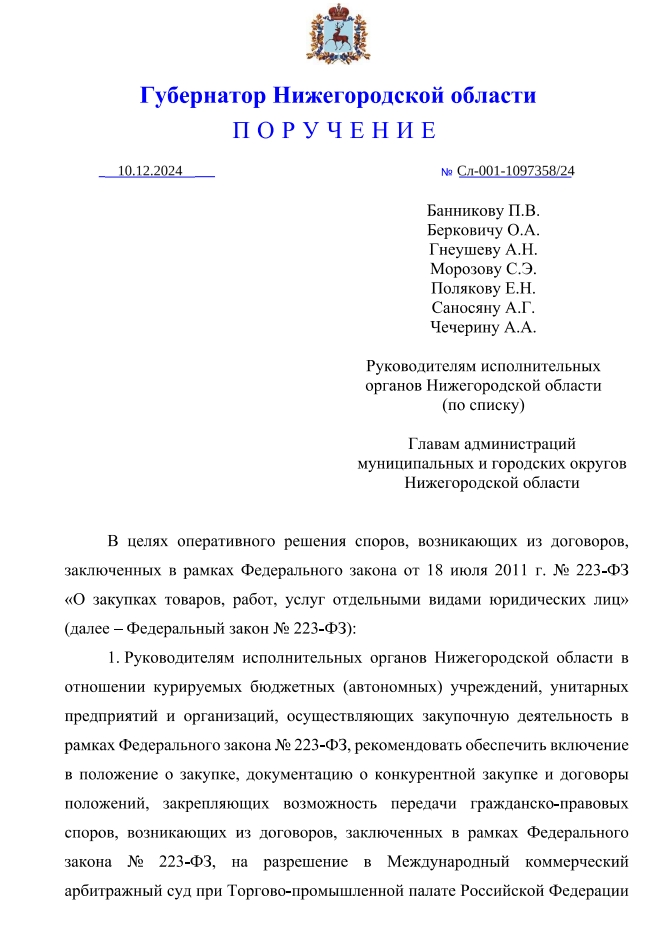 Губернатор Нижегородской области
ПОРУЧЕНИЕ
10.12.2024
№ Сл-001-1097358/24
Банникову П.В.
Берковичу О.А.
Гнеушеву А.Н.
Морозову С.Э.
Полякову Е.Н.
Саносяну А.Г.
Чечерину А.А.
Руководителям исполнительных
органов Нижегородской области
(по списку)
Главам администраций
муниципальных и городских округов
Нижегородской области
В целях оперативного решения споров, возникающих из договоров,
заключенных в рамках Федерального закона от 18 июля 2011 г. № 223-ФЗ
«О закупках товаров, работ, услуг отдельными видами юридических лиц»
(далее – Федеральный закон № 223-ФЗ):
1. Руководителям исполнительных органов Нижегородской области в
отношении курируемых бюджетных (автономных) учреждений, унитарных
предприятий и организаций, осуществляющих закупочную деятельность в
рамках Федерального закона № 223-ФЗ, рекомендовать обеспечить включение
в положение о закупке, документацию о конкурентной закупке и договоры
положений, закрепляющих возможность передачи гражданско-правовых
споров, возникающих из договоров, заключенных в рамках Федерального
закона № 223-ФЗ, на разрешение в Международный коммерческий
арбитражный суд при Торгово-промышленной палате Российской Федерации